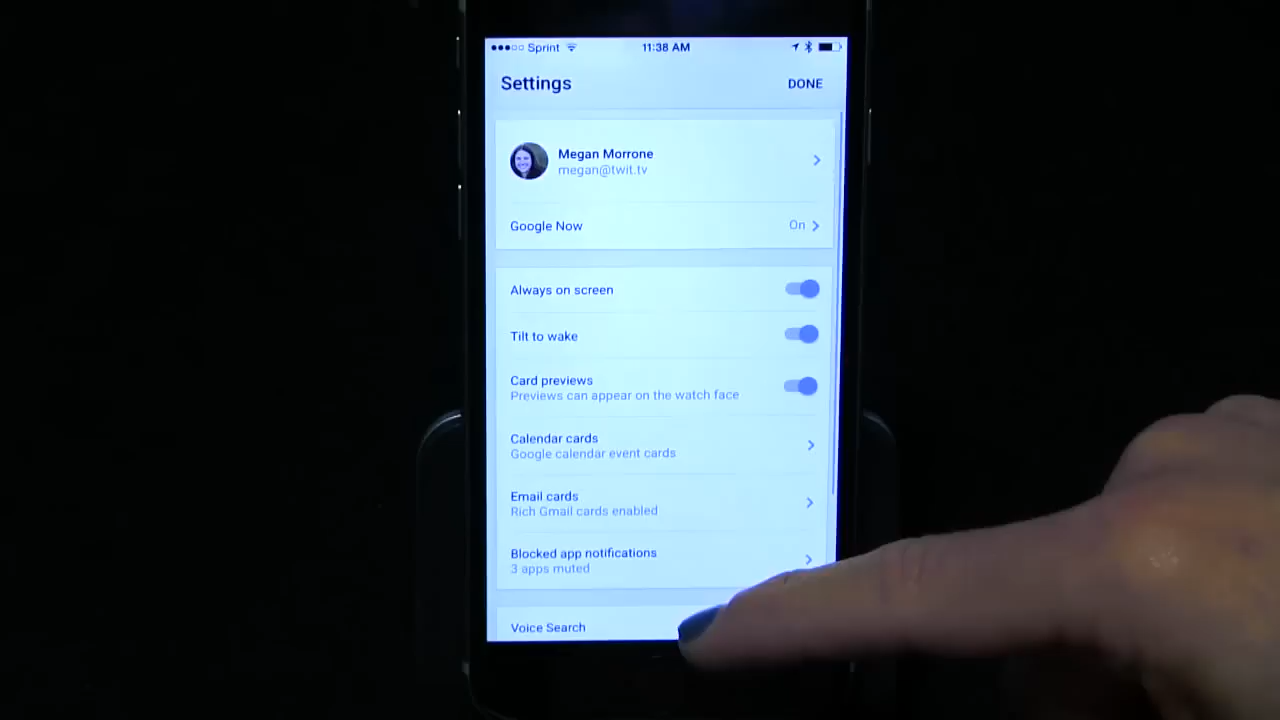 Sprint 11:38 AM
Settings DONE
Megan Morrone
megan@twit.tv
Google Now On
Always on screen
Tilt to wake
Card previews
Previews can appear on the watch face
Calendar cards
Google calendar event cards
Email cards
Rich Gmail cards enabled
Blocked app notifications
3 apps muted
Voice Search